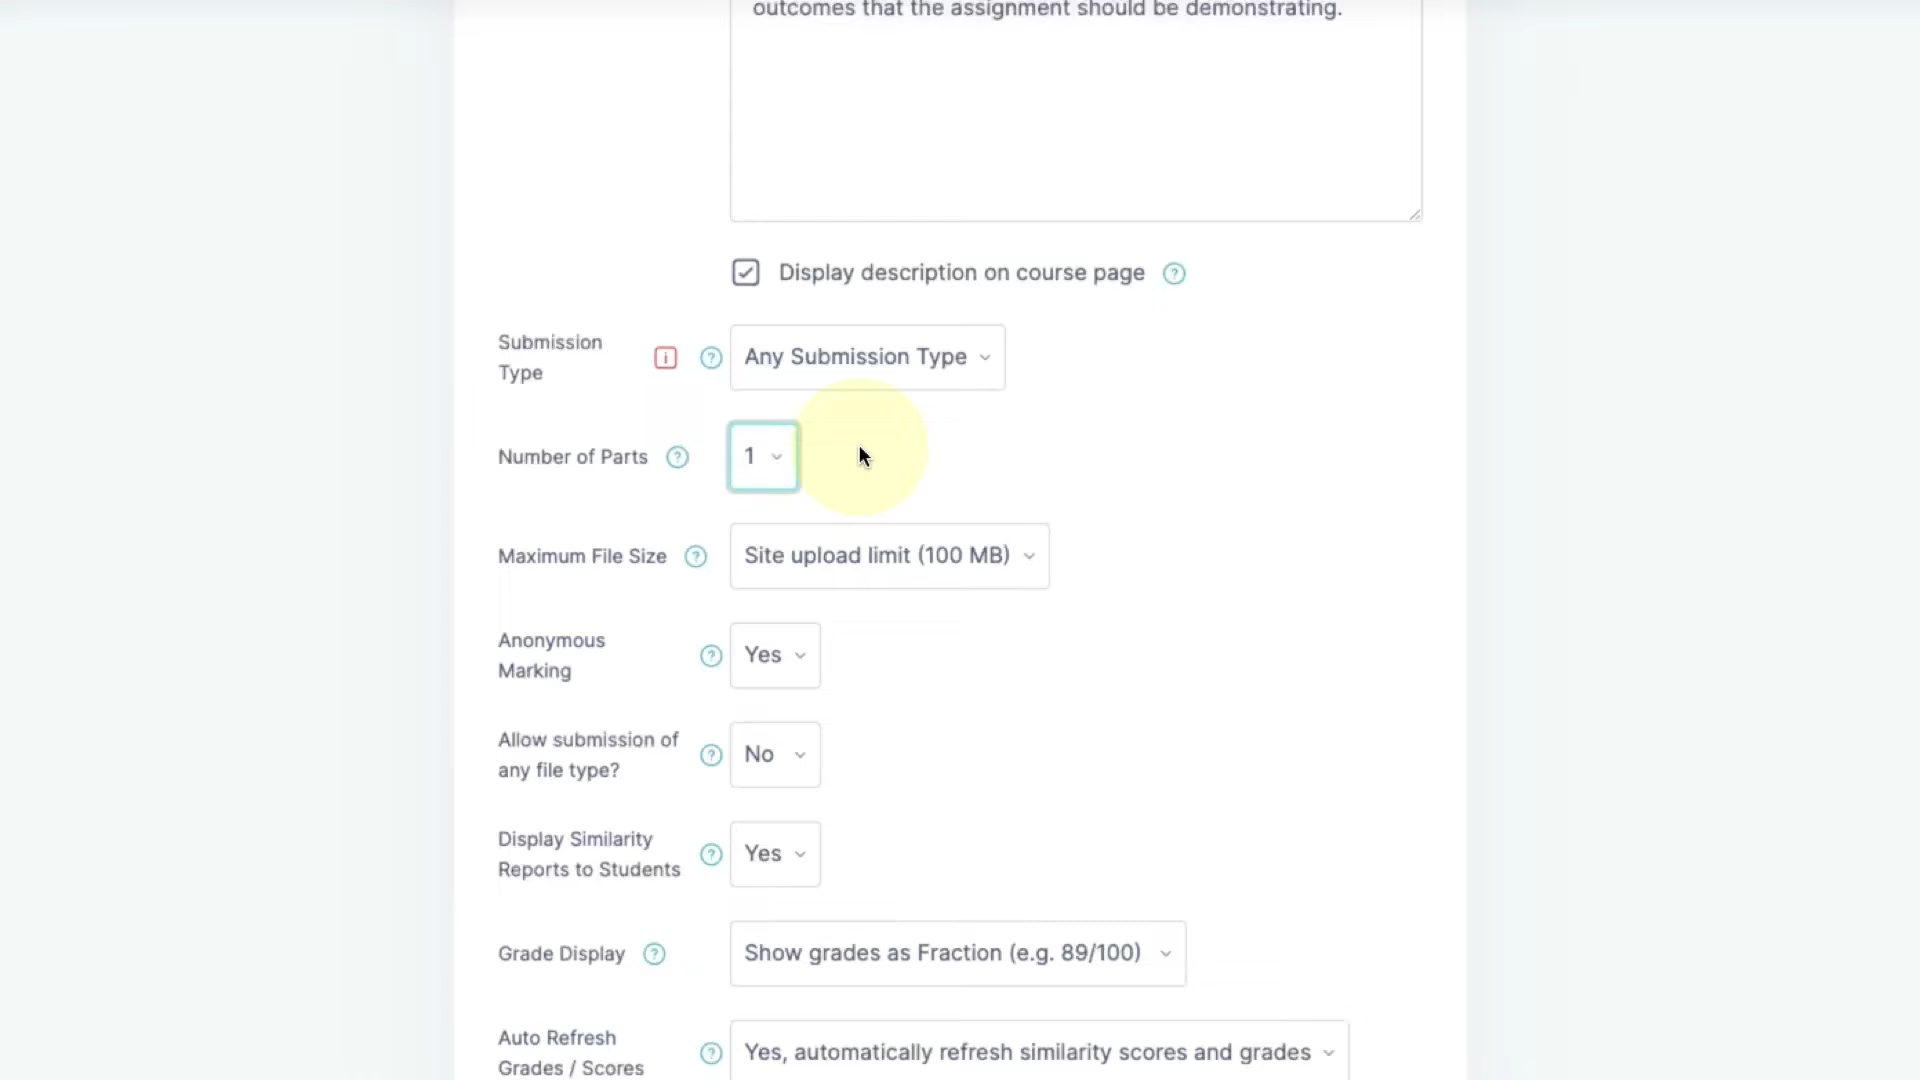 outcomes that the assignment should be demonstrating.
Display description on course page ?
Submission
Type
i ? Any Submission Type
Number of Parts ? 1
Maximum File Size ? Site upload limit (100 MB)
Anonymous
Marking
? Yes
Allow submission of
any file type?
? No
Display Similarity
Reports to Students
? Yes
Grade Display ? Show grades as Fraction (e.g. 89/100)
Auto Refresh
Grades / Scores
? Yes, automatically refresh similarity scores and grades